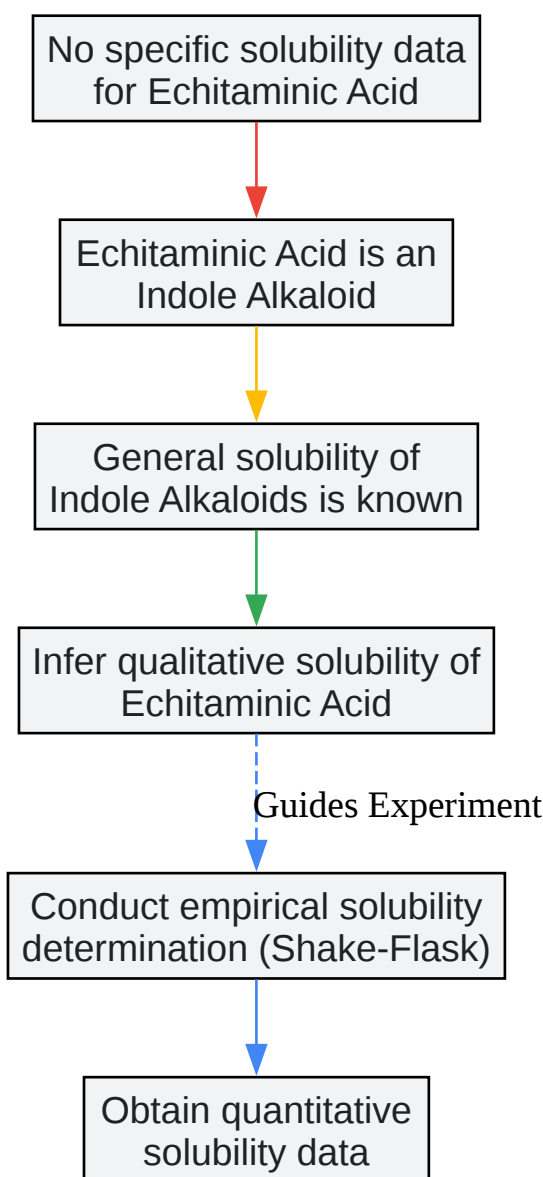 No specific solubility data
for Echitaminic Acid
Echitaminic Acid is an
Indole Alkaloid
General solubility of
Indole Alkaloids is known
Infer qualitative solubility of
Echitaminic Acid
Guides Experiment
Conduct empirical solubility
determination (Shake-Flask)
Obtain quantitative
solubility data